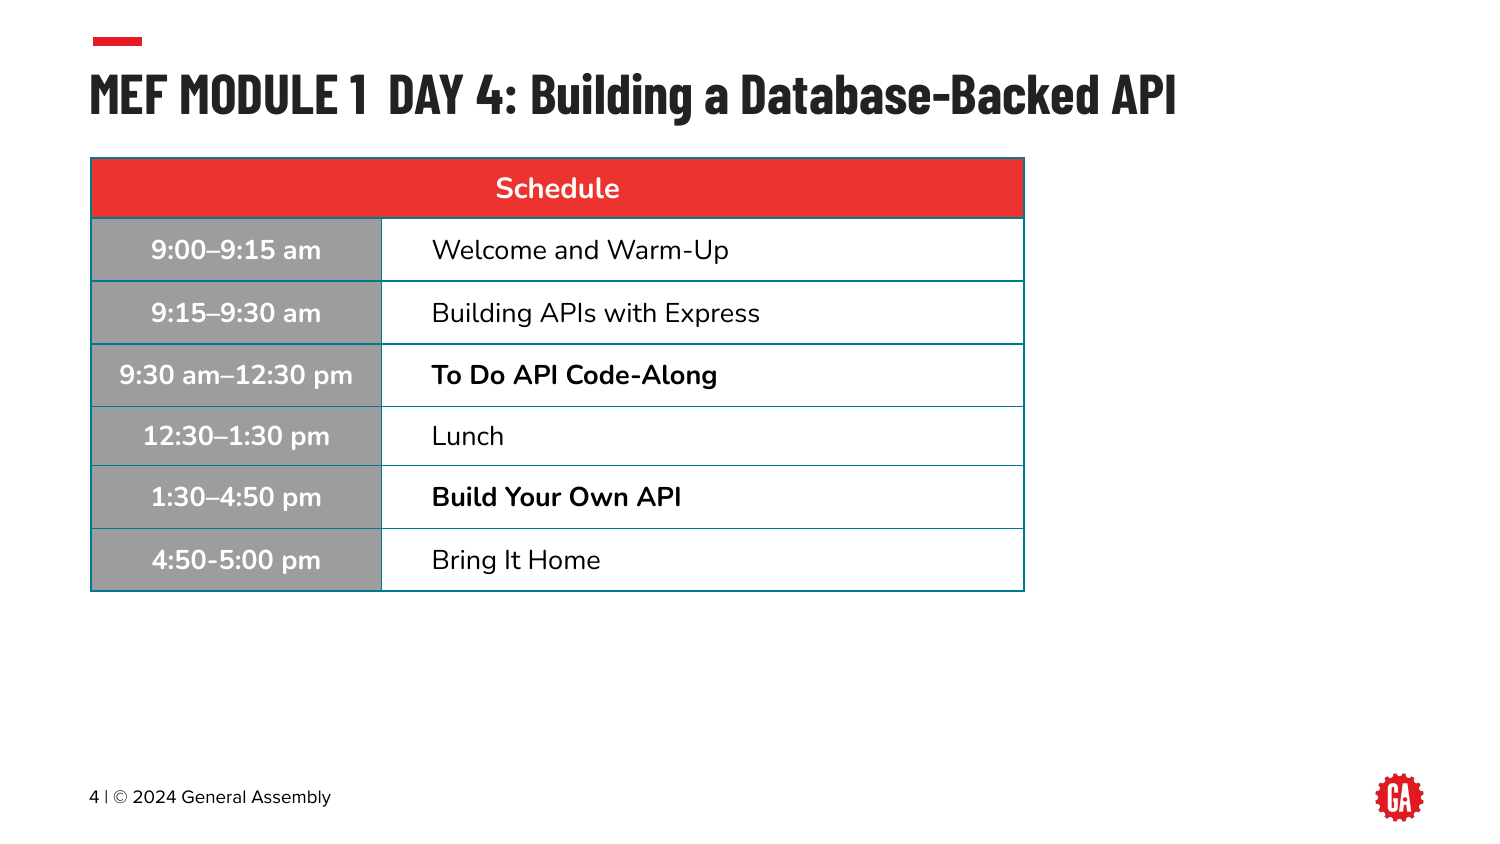 MEF MODULE 1  DAY 4: Building a Database-Backed API
Schedule
9:00–9:15 am Welcome and Warm-Up
9:15–9:30 am Building APIs with Express
9:30 am–12:30 pm To Do API Code-Along
12:30–1:30 pm Lunch
1:30–4:50 pm Build Your Own API
4:50-5:00 pm Bring It Home
4 | © 2024 General Assembly
GA